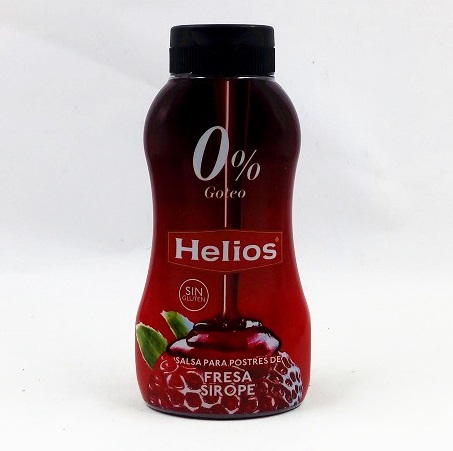 0%
Goteo
Helios®
SIN
GLUTEN
SALSA PARA POSTRES DE
FRESA
SIROPE